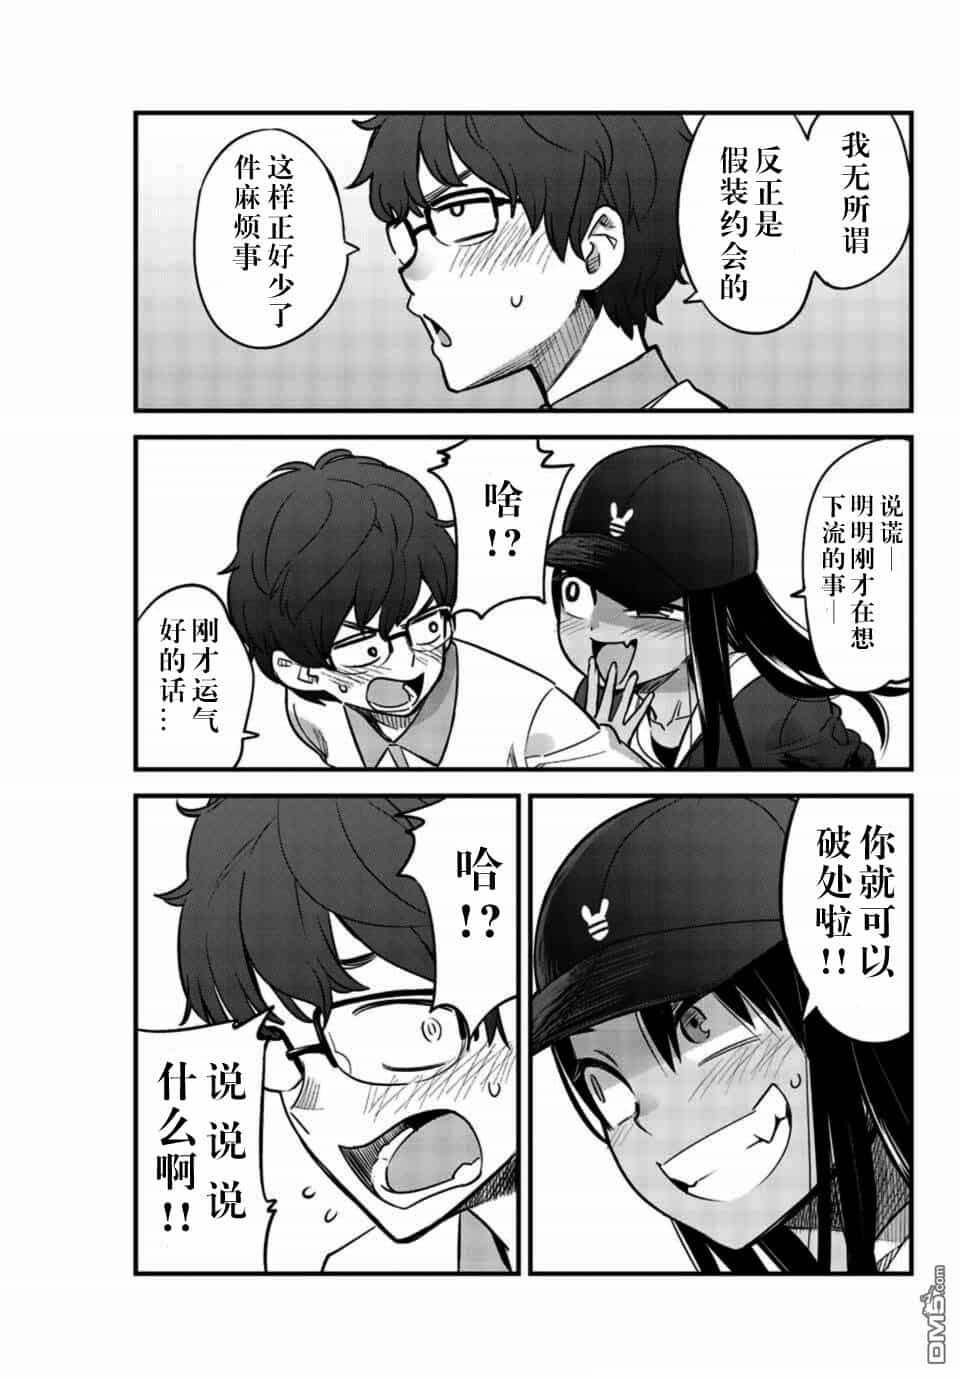 我无所谓
反正是
假装约会的
这样正好少了
件麻烦事
说谎—
明明刚才在想
下流的事—
啥!?
刚才运气
好的话…
你就可以
破处啦!!
哈!?
说说说
什么啊!!
DM5.com